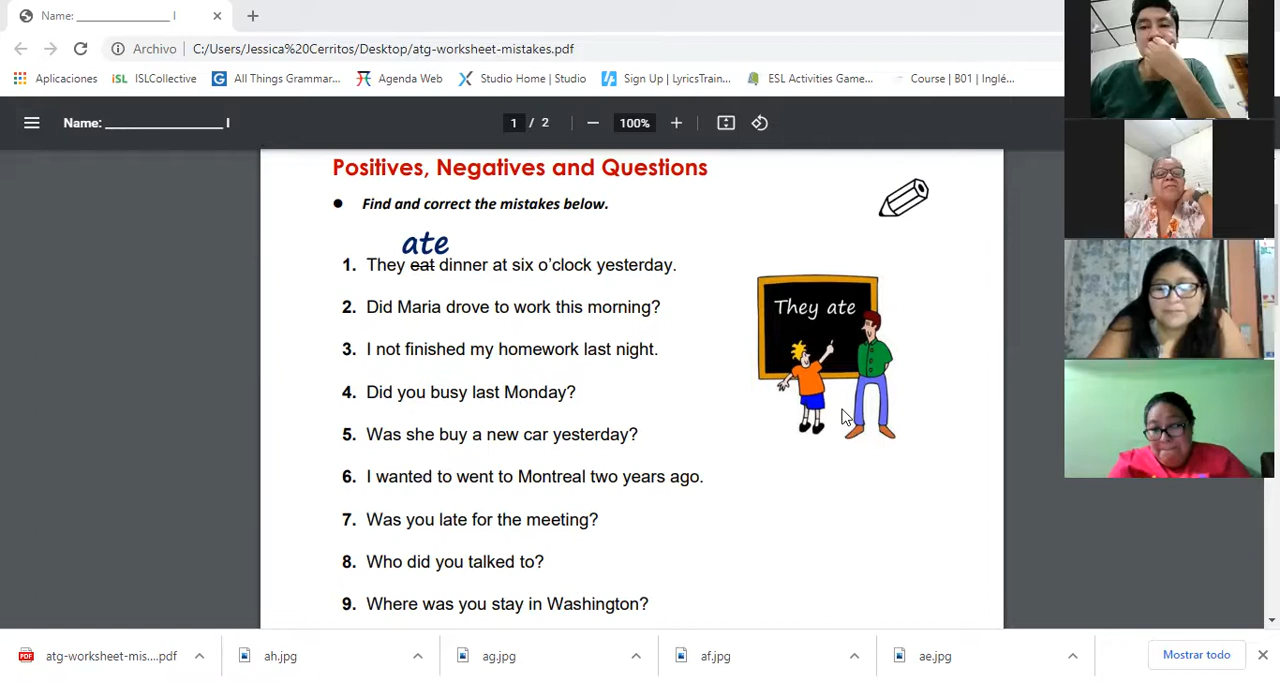 Name: ________________ I
Archivo C:/Users/Jessica%20Cerritos/Desktop/atg-worksheet-mistakes.pdf
Aplicaciones iSL ISLCollective G All Things Grammar... Agenda Web Studio Home | Studio Sign Up | LyricsTrain... ESL Activities Game... Course | B01 | Inglé...
Name: ________________ I 1 / 2 100%
Positives, Negatives and Questions
Find and correct the mistakes below.
ate
1. They eat dinner at six o’clock yesterday.
2. Did Maria drove to work this morning?
They ate
3. I not finished my homework last night.
4. Did you busy last Monday?
5. Was she buy a new car yesterday?
6. I wanted to went to Montreal two years ago.
7. Was you late for the meeting?
8. Who did you talked to?
9. Where was you stay in Washington?
PDF atg-worksheet-mis....pdf ah.jpg ag.jpg af.jpg ae.jpg Mostrar todo